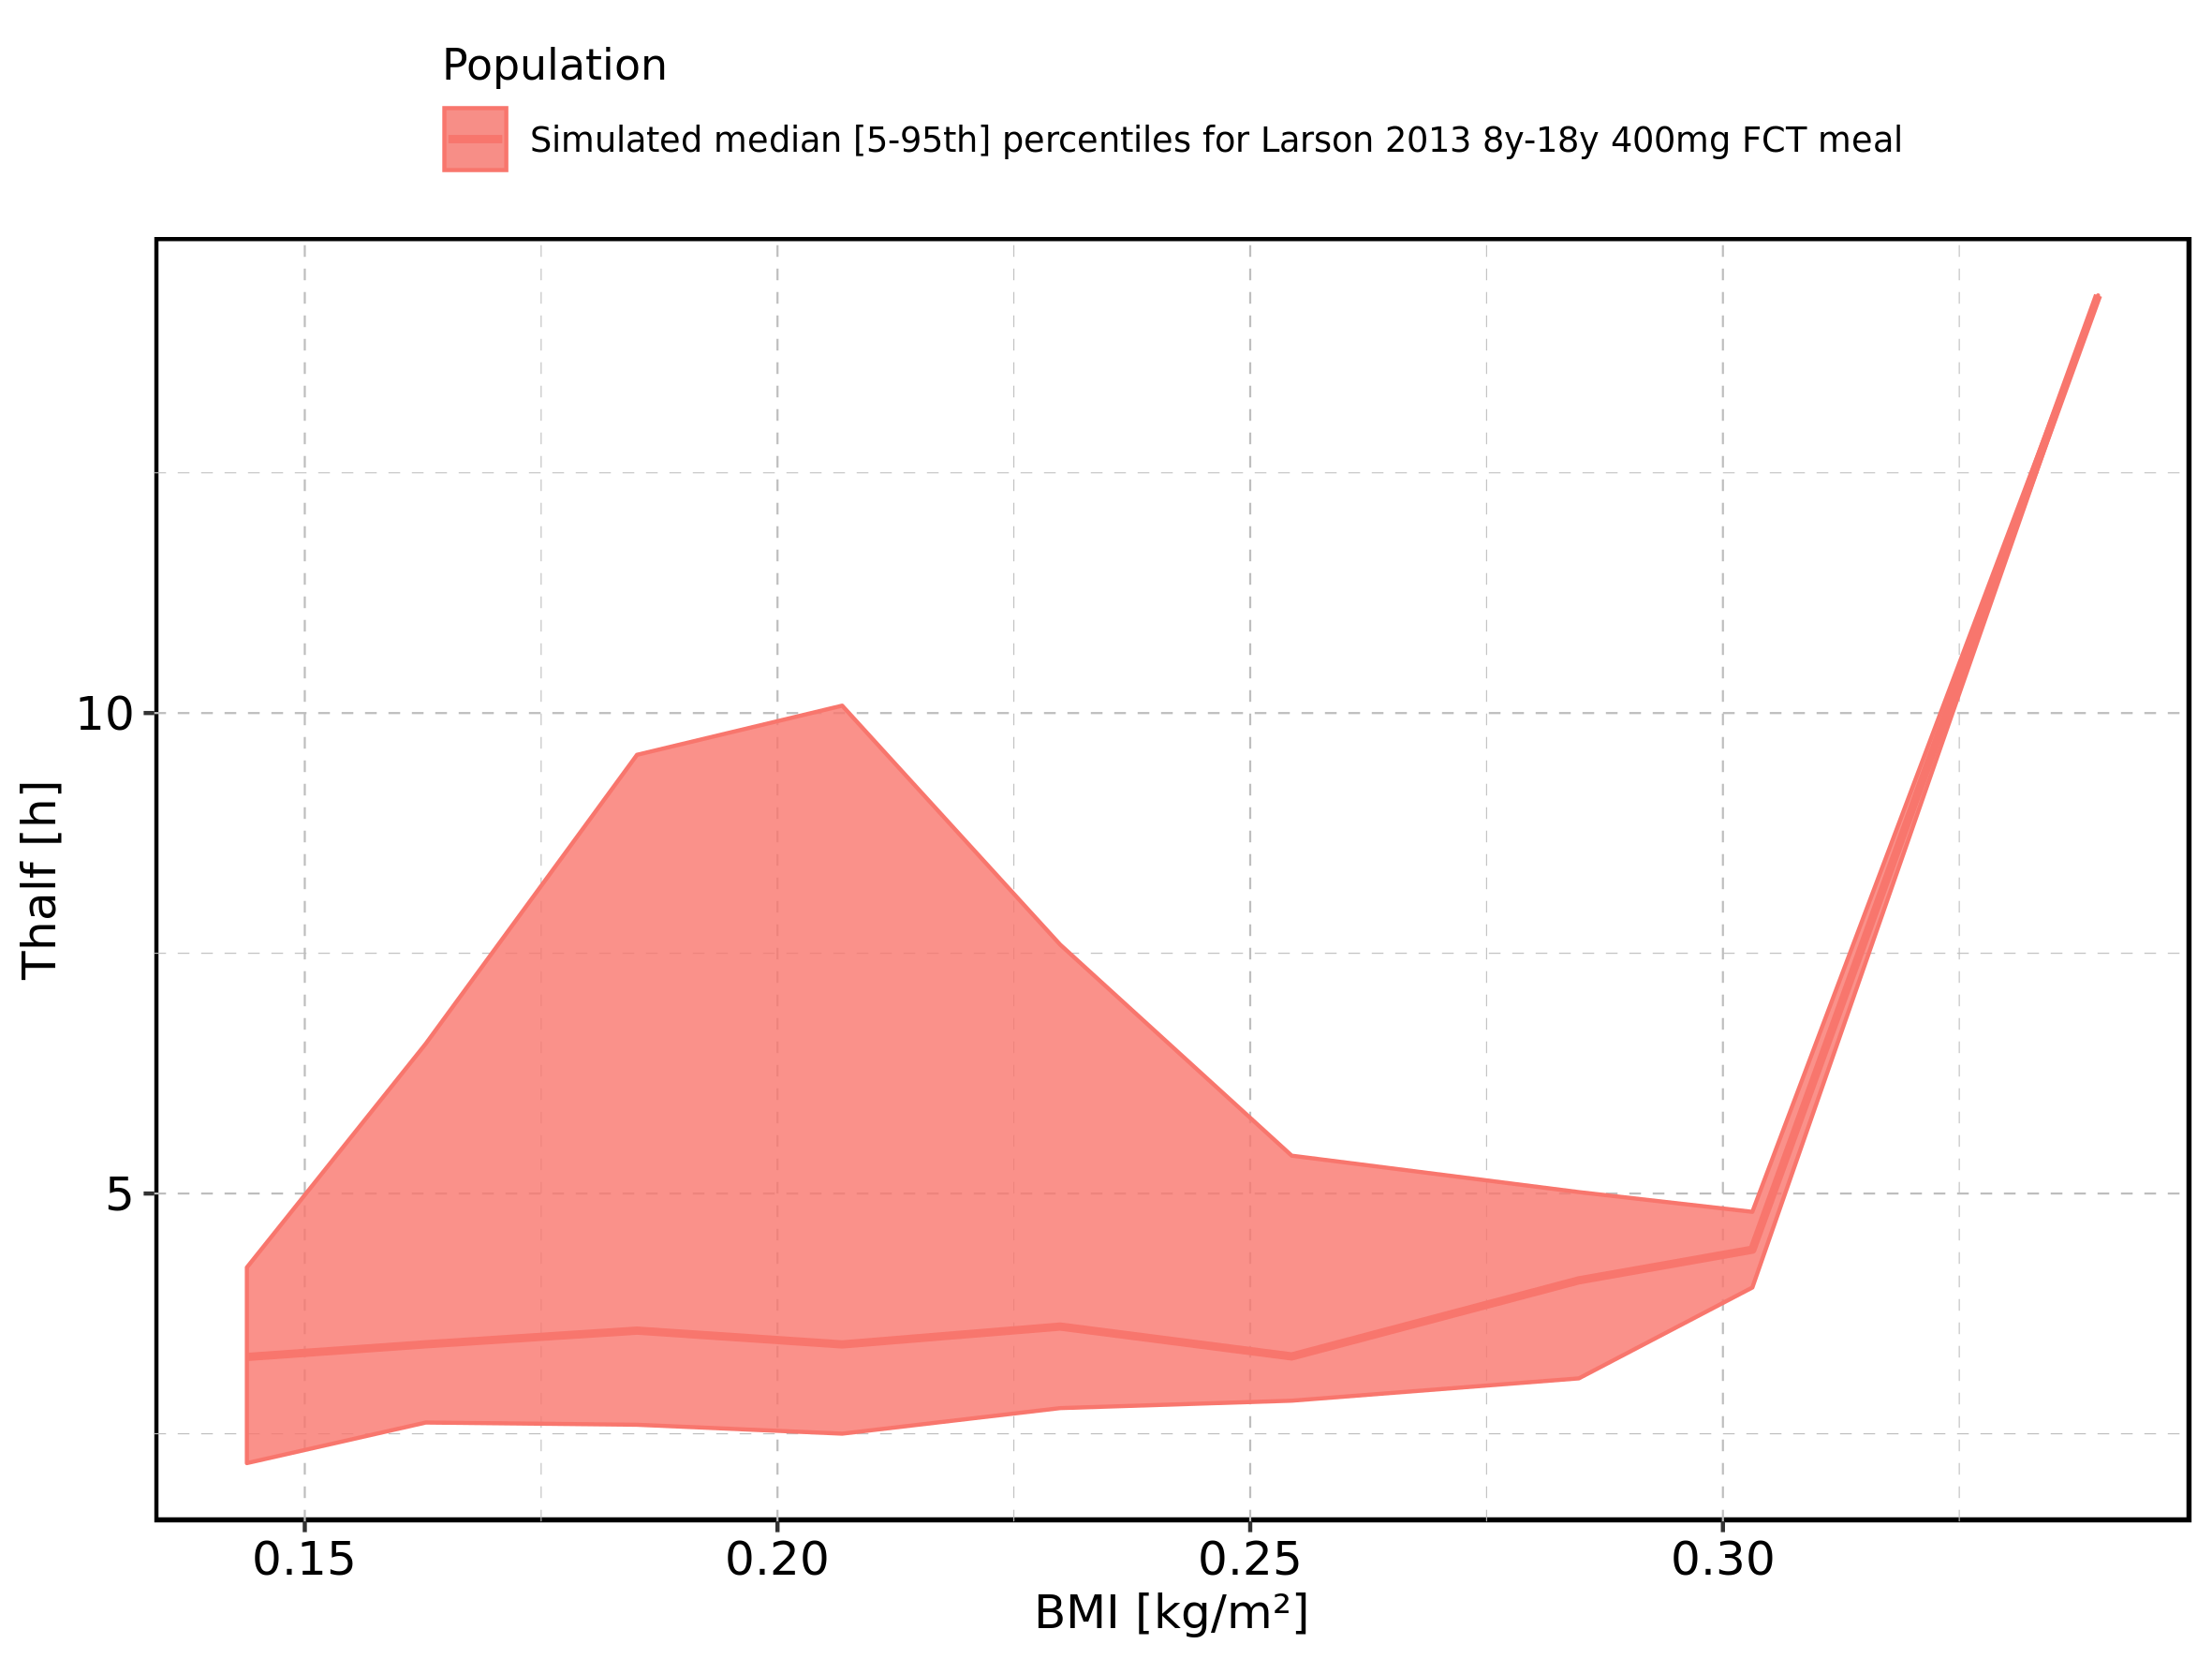 Population
Simulated median [5-95th] percentiles for Larson 2013 8y-18y 400mg FCT meal
Thalf [h]
10
5
0.15 0.20 0.25 0.30
BMI [kg/m²]